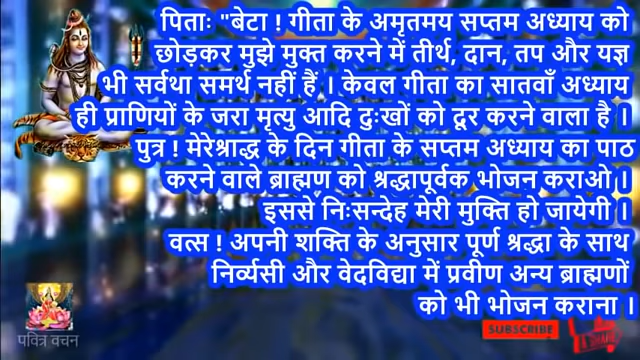 पिताः "बेटा ! गीता के अमृतमय सप्तम अध्याय को
छोड़कर मुझे मुक्त करने में तीर्थ, दान, तप और यज्ञ
भी सर्वथा समर्थ नहीं हैं । केवल गीता का सातवाँ अध्याय
ही प्राणियों के जरा मृत्यु आदि दुःखों को दूर करने वाला है ।
पुत्र ! मेरेश्राद्ध के दिन गीता के सप्तम अध्याय का पाठ
करने वाले ब्राह्मण को श्रद्धापूर्वक भोजन कराओ ।
इससे निःसन्देह मेरी मुक्ति हो जायेगी ।
वत्स ! अपनी शक्ति के अनुसार पूर्ण श्रद्धा के साथ
निर्व्यसी और वेदविद्या में प्रवीण अन्य ब्राह्मणों
को भी भोजन कराना ।
पवित्र वचन
SUBSCRIBE